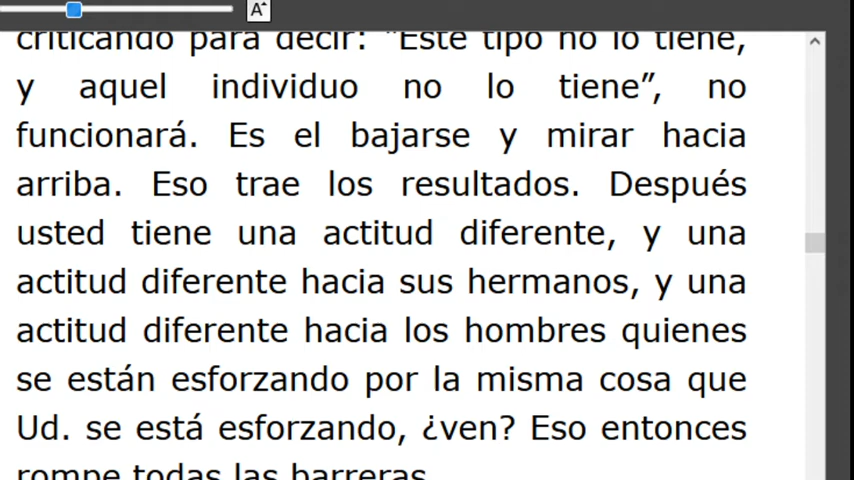 A
criticando para decir: "Este tipo no lo tiene,
y aquel individuo no lo tiene”, no
funcionará. Es el bajarse y mirar hacia
arriba. Eso trae los resultados. Después
usted tiene una actitud diferente, y una
actitud diferente hacia sus hermanos, y una
actitud diferente hacia los hombres quienes
se están esforzando por la misma cosa que
Ud. se está esforzando, ¿ven? Eso entonces
rompe todas las barreras.